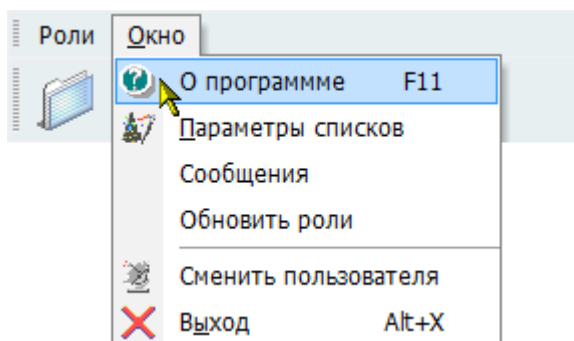 Роли Окно
О программме F11
Параметры списков
Сообщения
Обновить роли
Сменить пользователя
Выход Alt+X